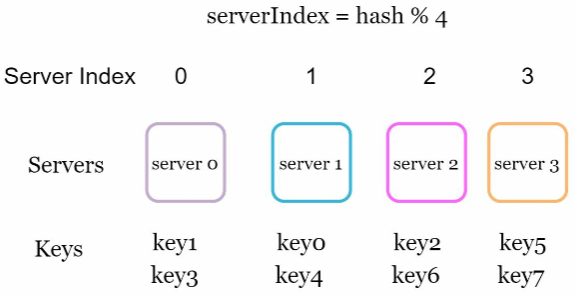 serverIndex = hash % 4
Server Index 0 1 2 3
Servers server 0 server 1 server 2 server 3
Keys key1 key0 key2 key5
key3 key4 key6 key7